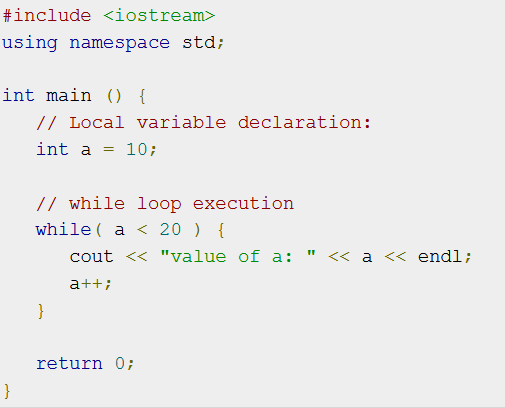 #include <iostream>
using namespace std;

int main () {
   // Local variable declaration:
   int a = 10;

   // while loop execution
   while( a < 20 ) {
      cout << "value of a: " << a << endl;
      a++;
   }

   return 0;
}